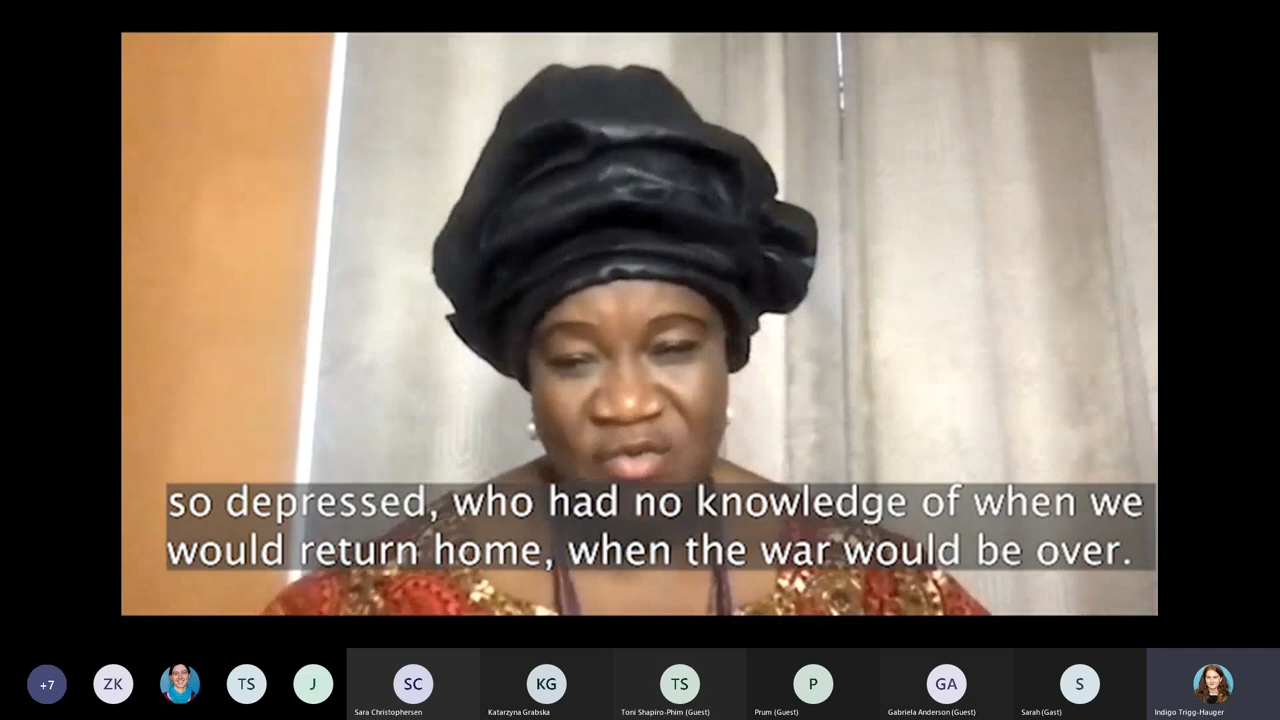 so depressed, who had no knowledge of when we
would return home, when the war would be over.
+7
ZK
TS
J
SC
KG
TS
P
GA
S
Sara Christophersen
Katarzyna Grabska
Toni Shapiro-Phim (Guest)
Prum (Guest)
Gabriela Anderson (Guest)
Sarah (Gast)
Indigo Trigg-Hauger